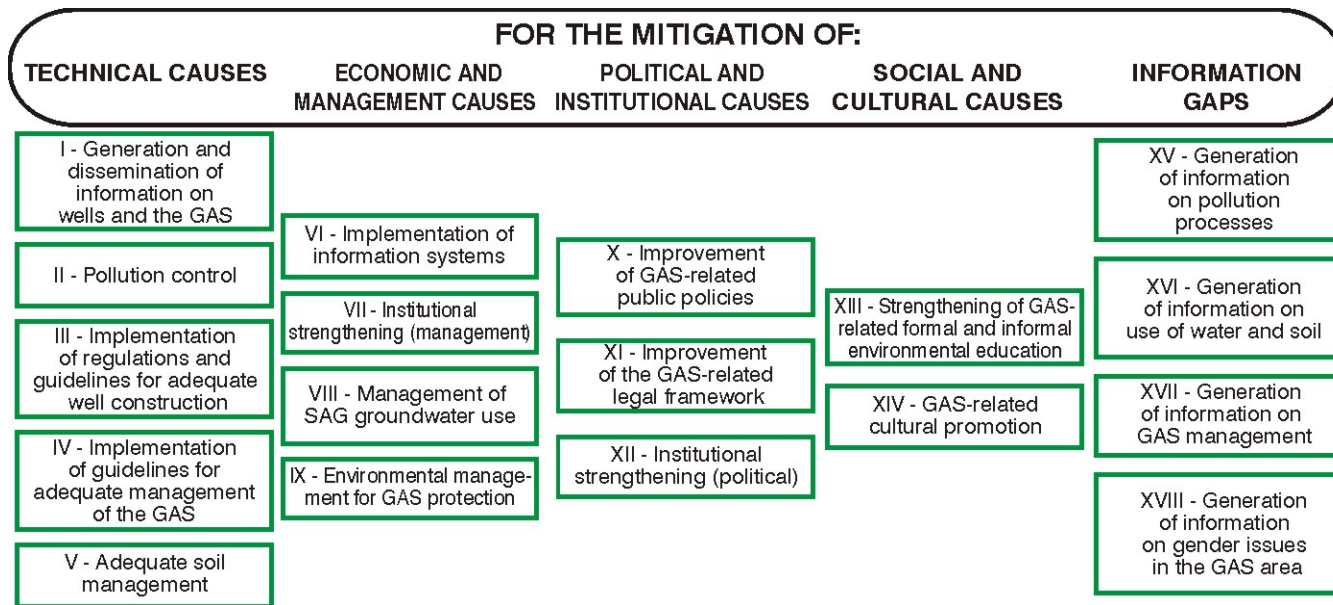 FOR THE MITIGATION OF:
TECHNICAL CAUSES
ECONOMIC AND
MANAGEMENT CAUSES
POLITICAL AND
INSTITUTIONAL CAUSES
SOCIAL AND
CULTURAL CAUSES
INFORMATION
GAPS
I - Generation and
dissemination of
information on
wells and the GAS
II - Pollution control
III - Implementation
of regulations and
guidelines for adequate
well construction
IV - Implementation
of guidelines for
adequate management
of the GAS
V - Adequate soil
management
VI - Implementation of
information systems
VII - Institutional
strengthening (management)
VIII - Management of
SAG groundwater use
IX - Environmental manage-
ment for GAS protection
X - Improvement
of GAS-related
public policies
XI - Improvement
of the GAS-related
legal framework
XII - Institutional
strengthening (political)
XIII - Strengthening of GAS-
related formal and informal
environmental education
XIV - GAS-related
cultural promotion
XV - Generation
of information
on pollution
processes
XVI - Generation
of information on
use of water and soil
XVII - Generation
of information on
GAS management
XVIII - Generation
of information
on gender issues
in the GAS area